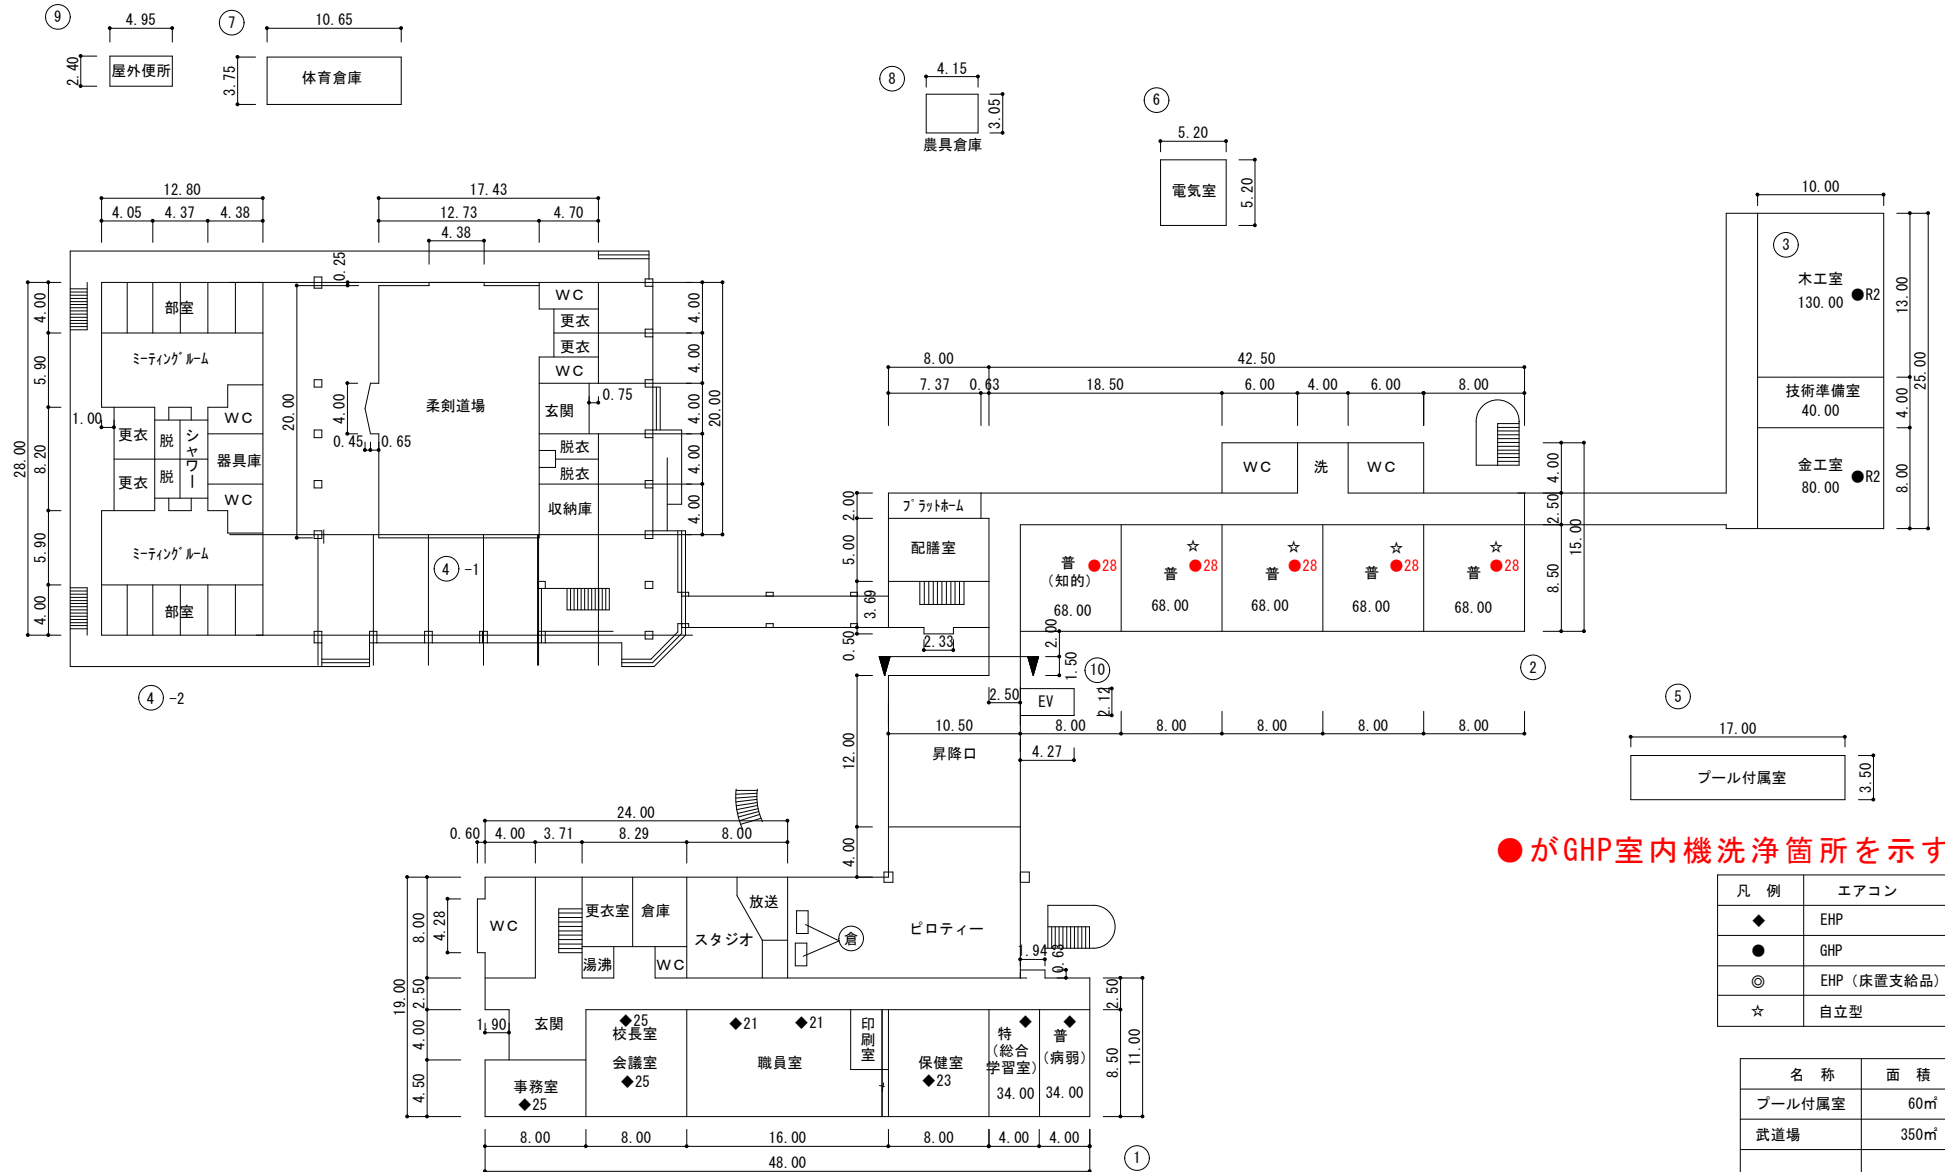 ⑨
4.95
2.40
屋外便所
⑦
10.65
3.75
体育倉庫
⑧
4.15
3.05
農具倉庫
⑥
5.20
5.20
電気室
12.80
4.05 4.37 4.38
17.43
12.73 4.70
4.38
0.25
28.00
4.00
5.90
8.20
5.90
4.00
部室
ミーティングルーム
1.00
WC
更衣 脱 シャワー
器具庫
更衣 脱
WC
ミーティングルーム
部室
20.00
4.00
0.45 0.65
柔剣道場
WC
更衣
更衣
WC
玄関
0.75
脱衣
脱衣
収納庫
4.00
4.00
4.00
4.00
4.00
20.00
④-1
④-2
8.00 42.50
7.37 0.63 18.50 6.00 4.00 6.00 8.00
WC 洗 WC
プラットホーム
配膳室
2.00
5.00
3.69
0.50
2.33
普
(知的)
●28
68.00
☆
普 ●28
68.00
☆
普 ●28
68.00
☆
普 ●28
68.00
☆
普 ●28
68.00
4.00
2.50
8.50
15.00
2.00
1.50
⑩
②
2.50
EV
2.12
10.50 8.00 8.00 8.00 8.00 8.00
4.27
昇降口
12.00
4.00
10.00
③
木工室
130.00 ●R2
技術準備室
40.00
金工室
80.00 ●R2
13.00
4.00
8.00
25.00
⑤
17.00
プール付属室
3.50
24.00
0.60 4.00 3.71 8.29 8.00
19.00
8.00
4.28
2.50
4.00
4.50
WC
更衣室 倉庫
湯沸 WC
スタジオ
放送
倉
ピロティー
1.94
0.68
1.90
玄関
◆25
校長室
会議室
◆25
事務室
◆25
◆21 ◆21
職員室
印刷室
保健室
◆23
◆
特
(総合
学習室)
34.00
◆
普
(病弱)
34.00
2.50
8.50
11.00
8.00 8.00 16.00 8.00 4.00 4.00
48.00
①
●がGHP室内機洗浄箇所を示す
凡 例 エアコン
◆ EHP
● GHP
◎ EHP（床置支給品）
☆ 自立型
名 称 面 積
プール付属室 60㎡
武道場 350㎡